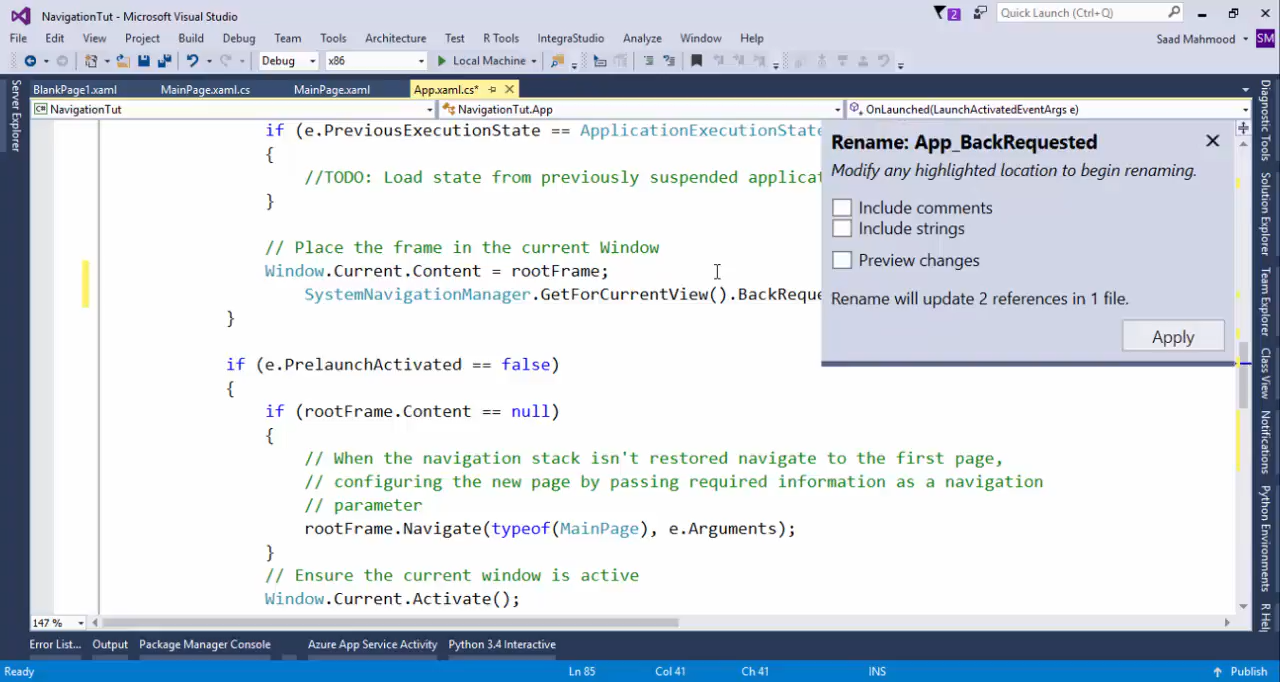 NavigationTut - Microsoft Visual Studio
2
Quick Launch (Ctrl+Q)
File Edit View Project Build Debug Team Tools Architecture Test R Tools IntegraStudio Analyze Window Help
Saad Mahmood SM
Debug x86 Local Machine
BlankPage1.xaml MainPage.xaml.cs MainPage.xaml App.xaml.cs*
NavigationTut NavigationTut.App OnLaunched(LaunchActivatedEventArgs e)
Server Explorer
if (e.PreviousExecutionState == ApplicationExecutionState
{
//TODO: Load state from previously suspended applicat
}
// Place the frame in the current Window
Window.Current.Content = rootFrame;
SystemNavigationManager.GetForCurrentView().BackReque
}
if (e.PrelaunchActivated == false)
{
if (rootFrame.Content == null)
{
// When the navigation stack isn't restored navigate to the first page,
// configuring the new page by passing required information as a navigation
// parameter
rootFrame.Navigate(typeof(MainPage), e.Arguments);
}
// Ensure the current window is active
Window.Current.Activate();
Rename: App_BackRequested
Modify any highlighted location to begin renaming.
Include comments
Include strings
Preview changes
Rename will update 2 references in 1 file.
Apply
Diagnostic Tools
Solution Explorer
Team Explorer
Class View
Notifications
Python Environments
R Help
147 %
Error List... Output Package Manager Console Azure App Service Activity Python 3.4 Interactive
Ready Ln 85 Col 41 Ch 41 INS Publish